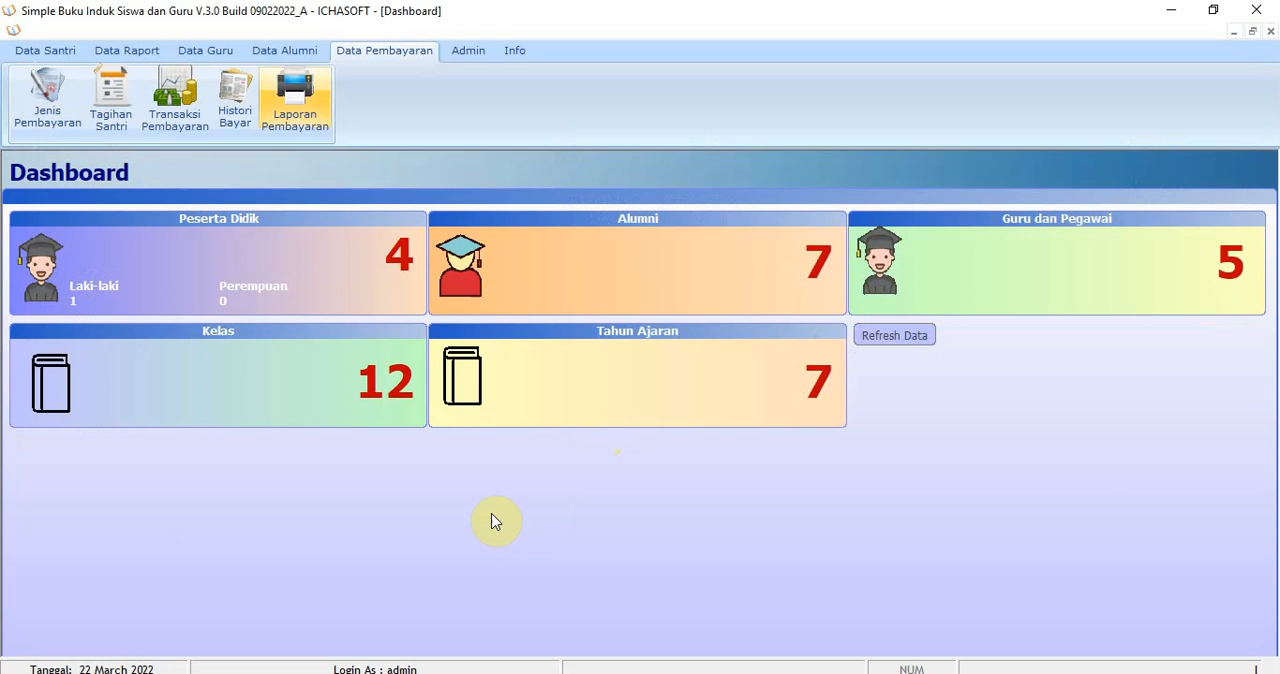 Simple Buku Induk Siswa dan Guru V.3.0 Build 09022022_A - ICHASOFT - [Dashboard]
Data Santri Data Raport Data Guru Data Alumni Data Pembayaran Admin Info
Jenis Pembayaran
Tagihan Santri
Transaksi Pembayaran
Histori Bayar
Laporan Pembayaran
Dashboard
Peserta Didik
4
Laki-laki
1
Perempuan
0
Alumni
7
Guru dan Pegawai
5
Kelas
12
Tahun Ajaran
7
Refresh Data
Tanggal: 22 March 2022 Login As : admin NUM